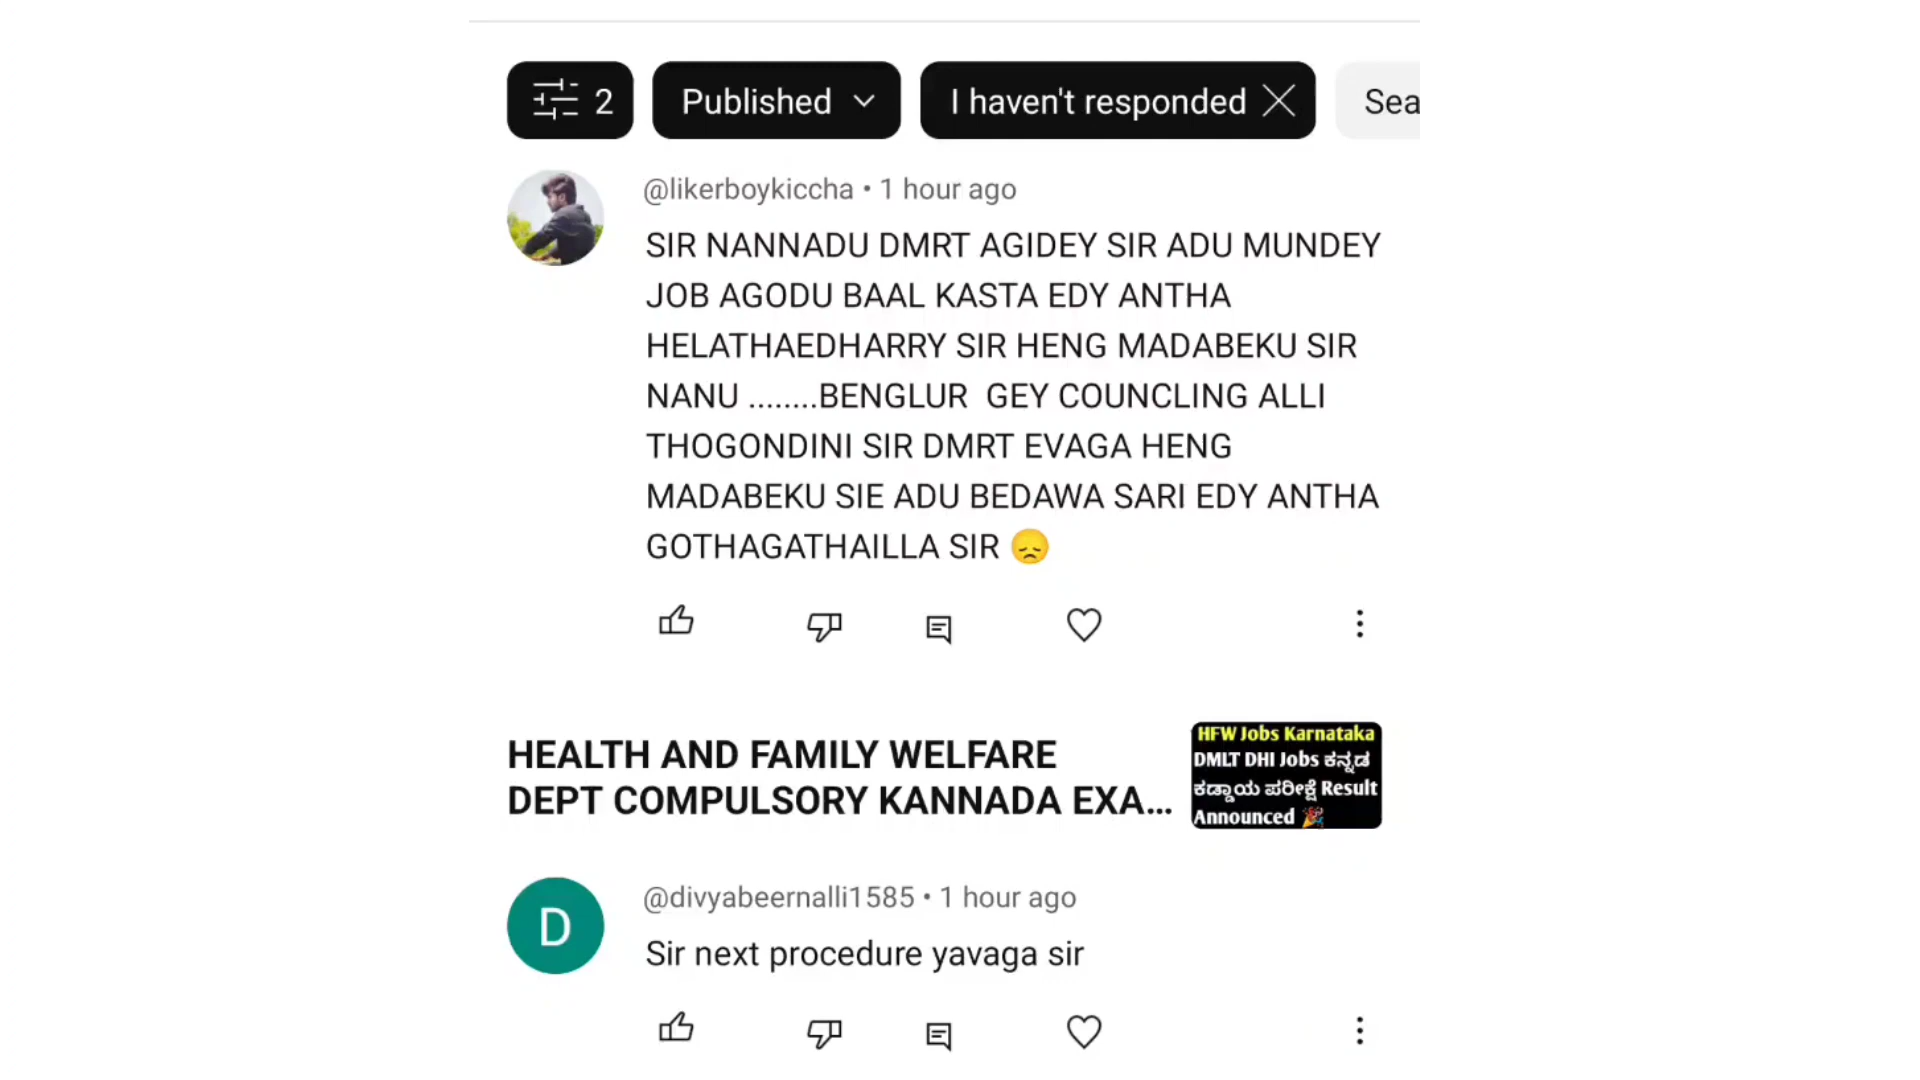 2 Published I haven't responded Sea
@likerboykiccha • 1 hour ago
SIR NANNADU DMRT AGIDEY SIR ADU MUNDEY
JOB AGODU BAAL KASTA EDY ANTHA
HELATHAEDHARRY SIR HENG MADABEKU SIR
NANU ........BENGLUR  GEY COUNCLING ALLI
THOGONDINI SIR DMRT EVAGA HENG
MADABEKU SIE ADU BEDAWA SARI EDY ANTHA
GOTHAGATHAILLA SIR 😞
HEALTH AND FAMILY WELFARE
DEPT COMPULSORY KANNADA EXA...
HFW Jobs Karnataka
DMLT DHI Jobs ಕನ್ನಡ
ಕಡ್ಡಾಯ ಪರೀಕ್ಷೆ Result
Announced 🎉
D
@divyabeernalli1585 • 1 hour ago
Sir next procedure yavaga sir